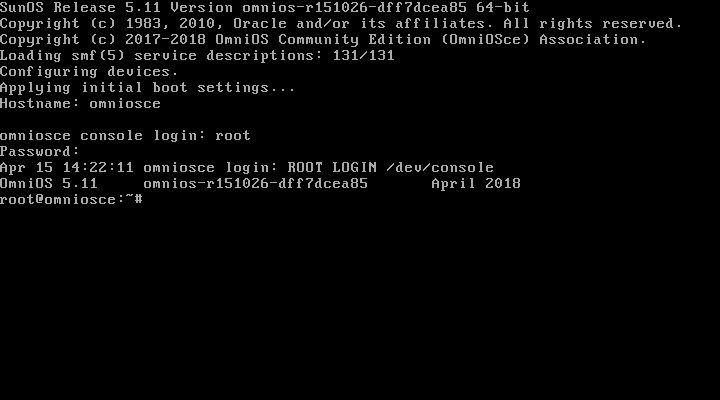 SunOS Release 5.11 Version omnios-r151026-dff7dcea85 64-bit
Copyright (c) 1983, 2010, Oracle and/or its affiliates. All rights reserved.
Copyright (c) 2017-2018 OmniOS Community Edition (OmniOSce) Association.
Loading smf(5) service descriptions: 131/131
Configuring devices.
Applying initial boot settings...
Hostname: omniosce
omniosce console login: root
Password:
Apr 15 14:22:11 omniosce login: ROOT LOGIN /dev/console
OmniOS 5.11     omnios-r151026-dff7dcea85       April 2018
root@omniosce:~#